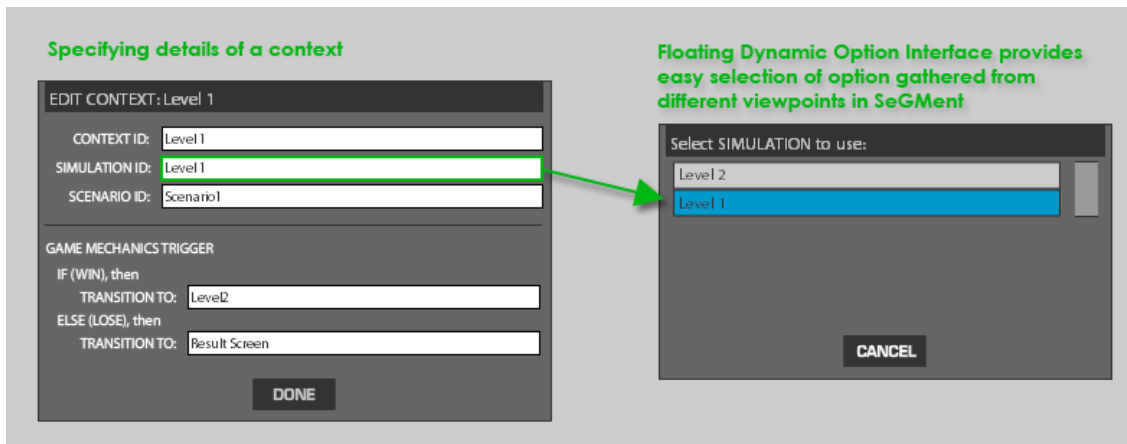 Specifying details of a context
EDIT CONTEXT: Level 1
CONTEXT ID: Level 1
SIMULATION ID: Level 1
SCENARIO ID: Scenario1
GAME MECHANICS TRIGGER
IF (WIN), then
TRANSITION TO: Level2
ELSE (LOSE), then
TRANSITION TO: Result Screen
DONE
Floating Dynamic Option Interface provides
easy selection of option gathered from
different viewpoints in SeGMent
Select SIMULATION to use:
Level 2
Level 1
CANCEL